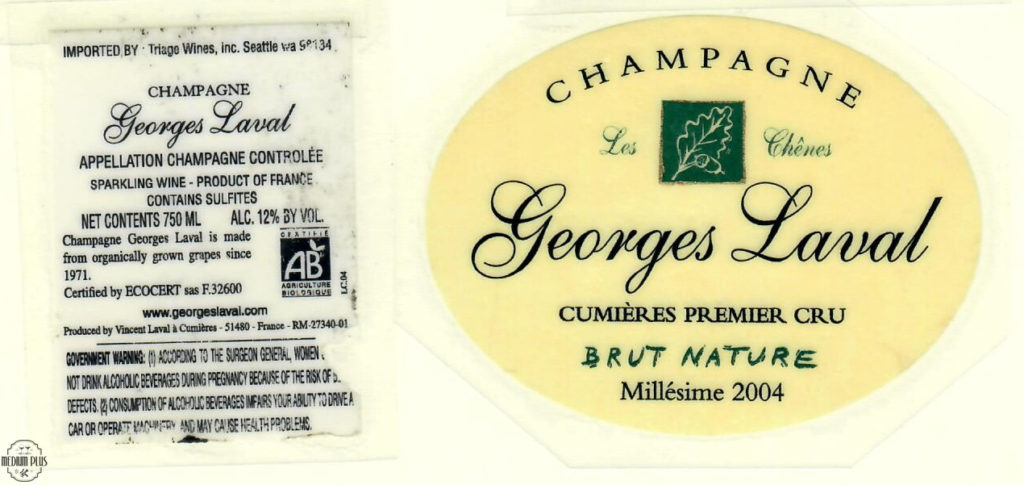 IMPORTED BY Triage Wines, inc. Seattle wa 98134
CHAMPAGNE
Georges Laval
APPELLATION CHAMPAGNE CONTROLÉE
SPARKLING WINE - PRODUCT OF FRANCE
CONTAINS SULFITES
NET CONTENTS 750 ML ALC. 12% BY VOL.
Champagne Georges Laval is made
from organically grown grapes since
1971.
Certified by ECOCERT sas F.32600
CERTIFIÉ
AB
AGRICULTURE
BIOLOGIQUE
LC.04
www.georgeslaval.com
Produced by Vincent Laval à Cumières - 51480 - France - RM-27340-01
GOVERNMENT WARNING: (1) ACCORDING TO THE SURGEON GENERAL, WOMEN
NOT DRINK ALCOHOLIC BEVERAGES DURING PREGNANCY BECAUSE OF THE RISK OF
DEFECTS. (2) CONSUMPTION OF ALCOHOLIC BEVERAGES IMPAIRS YOUR ABILITY TO DRIVE A
CAR OR OPERATE MACHINERY AND MAY CAUSE HEALTH PROBLEMS.
CHAMPAGNE
Les Chênes
Georges Laval
CUMIÈRES PREMIER CRU
BRUT NATURE
Millésime 2004
MEDIUM PLUS